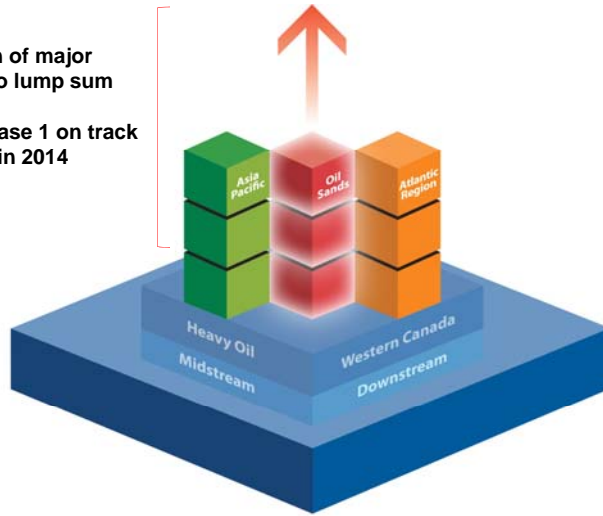 n of major
o lump sum
ase 1 on track
in 2014
Asia
Pacific
Oil
Sands
Atlantic
Region
Heavy Oil
Western Canada
Midstream
Downstream